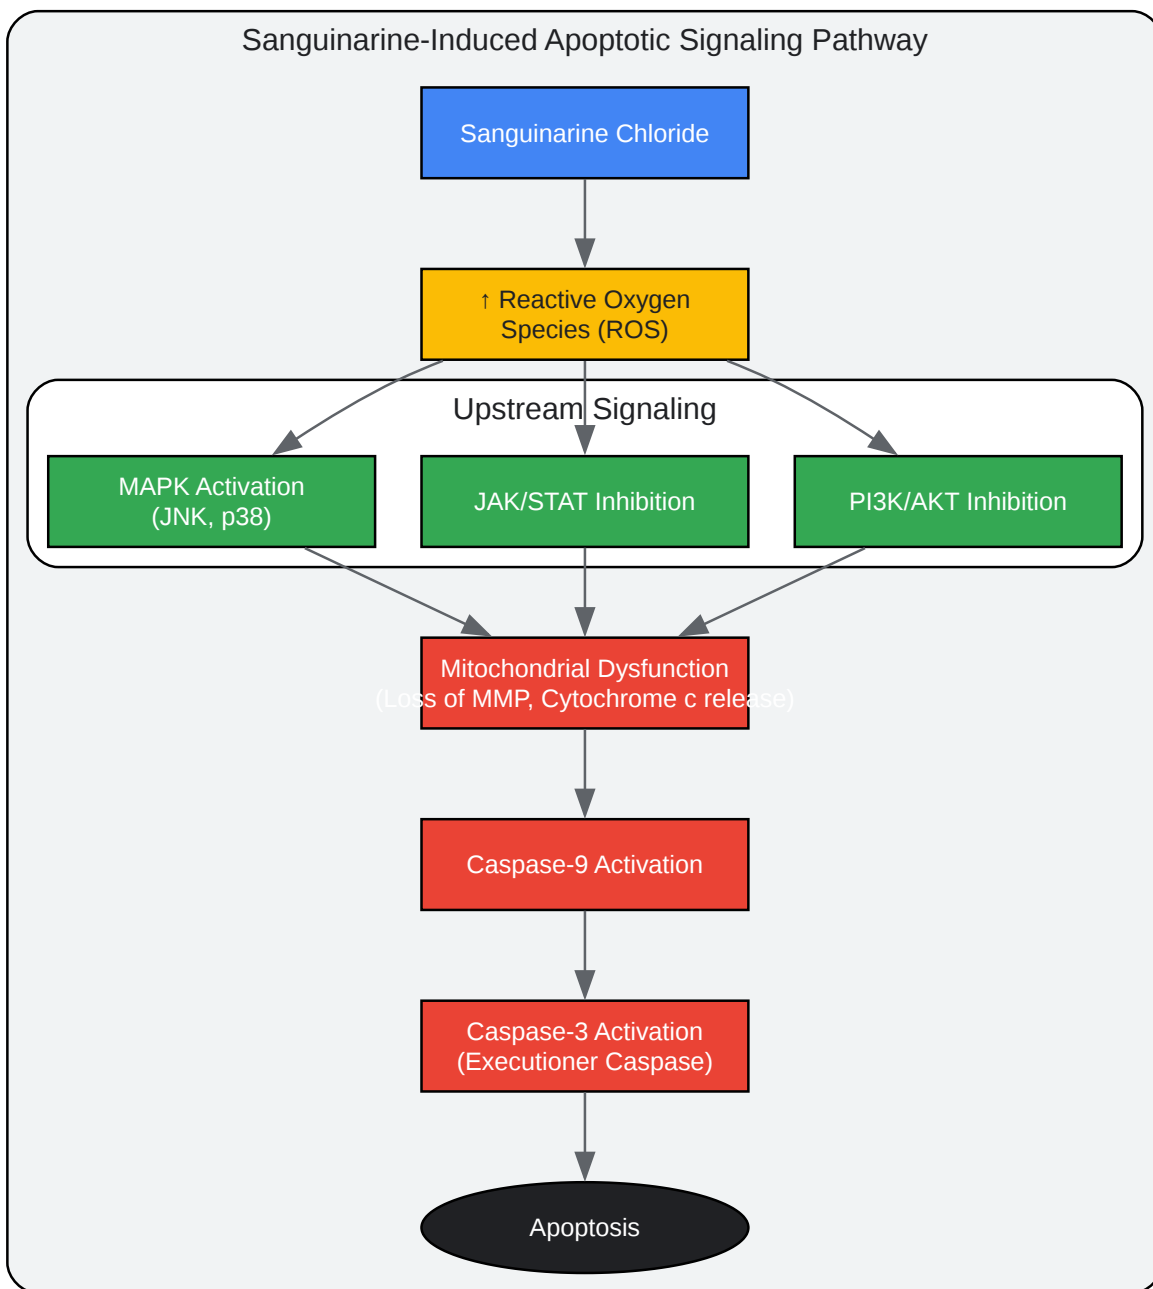 Sanguinarine-Induced Apoptotic Signaling Pathway
Sanguinarine Chloride
↑ Reactive Oxygen
Species (ROS)
Upstream Signaling
MAPK Activation
(JNK, p38)
JAK/STAT Inhibition
PI3K/AKT Inhibition
Mitochondrial Dysfunction
(Loss of MMP, Cytochrome c release)
Caspase-9 Activation
Caspase-3 Activation
(Executioner Caspase)
Apoptosis